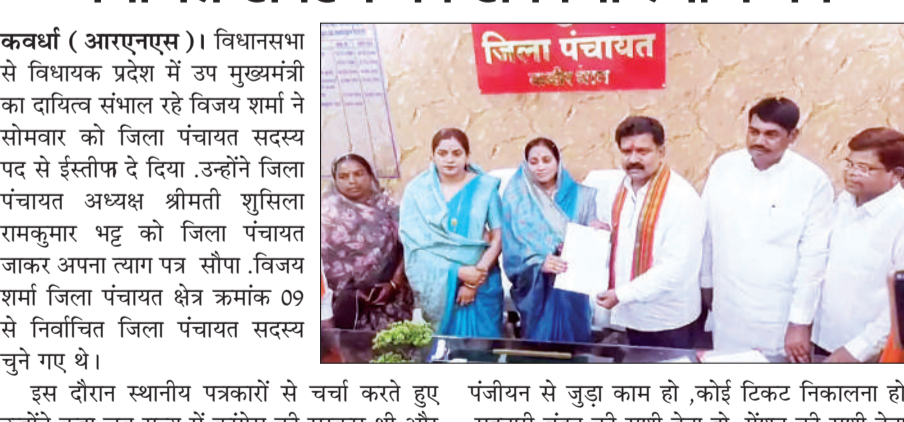 कवर्धा ( आरएनएस )। विधानसभा
से विधायक प्रदेश में उप मुख्यमंत्री
का दायित्व संभाल रहे विजय शर्मा ने
सोमवार को जिला पंचायत सदस्य
पद से ईस्तीफा दे दिया .उन्होंने जिला
पंचायत अध्यक्ष श्रीमती शुसिला
रामकुमार भट्ट को जिला पंचायत
जाकर अपना त्याग पत्र सौपा .विजय
शर्मा जिला पंचायत क्षेत्र क्रमांक 09
से निर्वाचित जिला पंचायत सदस्य
चुने गए थे।
जिला पंचायत
इस दौरान स्थानीय पत्रकारों से चर्चा करते हुए
पंजीयन से जुड़ा काम हो ,कोई टिकट निकालना हो